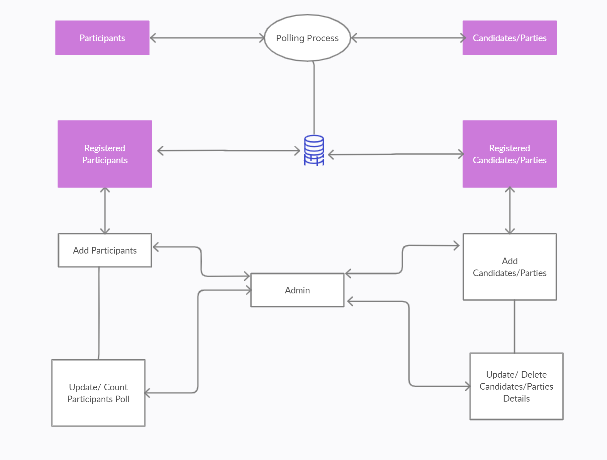 Participants
Polling Process
Candidates/Parties
Registered
Participants
Registered
Candidates/Parties
Add Participants
Add
Candidates/Parties
Admin
Update/ Count
Participants Poll
Update/ Delete
Candidates/Parties
Details